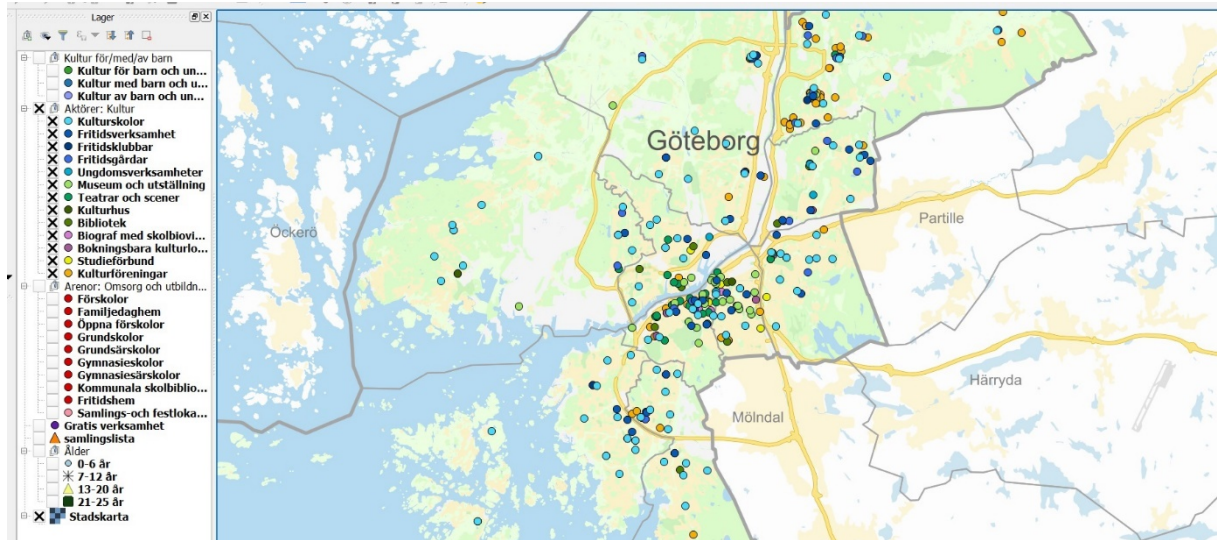 Lager
Kultur för/med/av barn
Kultur för barn och un...
Kultur med barn och u...
Kultur av barn och un...
Aktörer: Kultur
Kulturskolor
Fritidsverksamhet
Fritidsklubbar
Fritidsgårdar
Ungdomsverksamheter
Museum och utställning
Teatrar och scener
Kulturhus
Bibliotek
Biograf med skolbiovi...
Bokningsbara kulturlo...
Studieförbund
Kulturföreningar
Arenor: Omsorg och utbildn...
Förskolor
Familjedaghem
Öppna förskolor
Grundskolor
Grundsärskolor
Gymnasieskolor
Gymnasiesärskolor
Kommunala skolbiblio...
Fritidshem
Samlings-och festloka...
Gratis verksamhet
samlingslista
Ålder
0-6 år
7-12 år
13-20 år
21-25 år
Stadskarta
Göteborg
Öckerö
Partille
Härryda
Mölndal